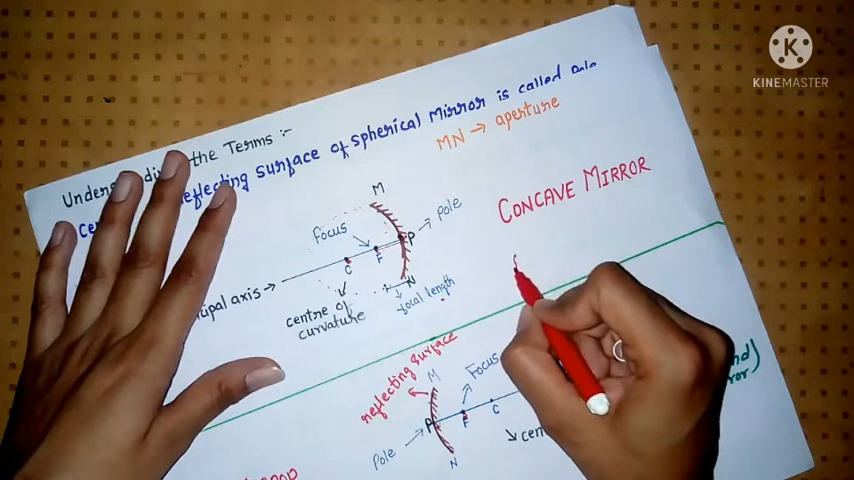 KINEMASTER
the Terms :-
reflecting surface of spherical Mirror is called Pole
MN → aperture
M
CONCAVE MIRROR
Focus
Pole
P
F
C
N
axis →
centre of
curvature
focal length
reflecting surface
M
Focus
P
F
C
Pole
N